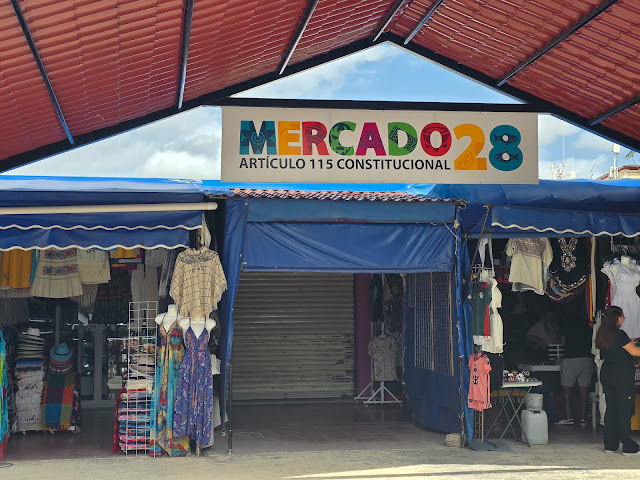 MERCADO 28
ARTÍCULO 115 CONSTITUCIONAL